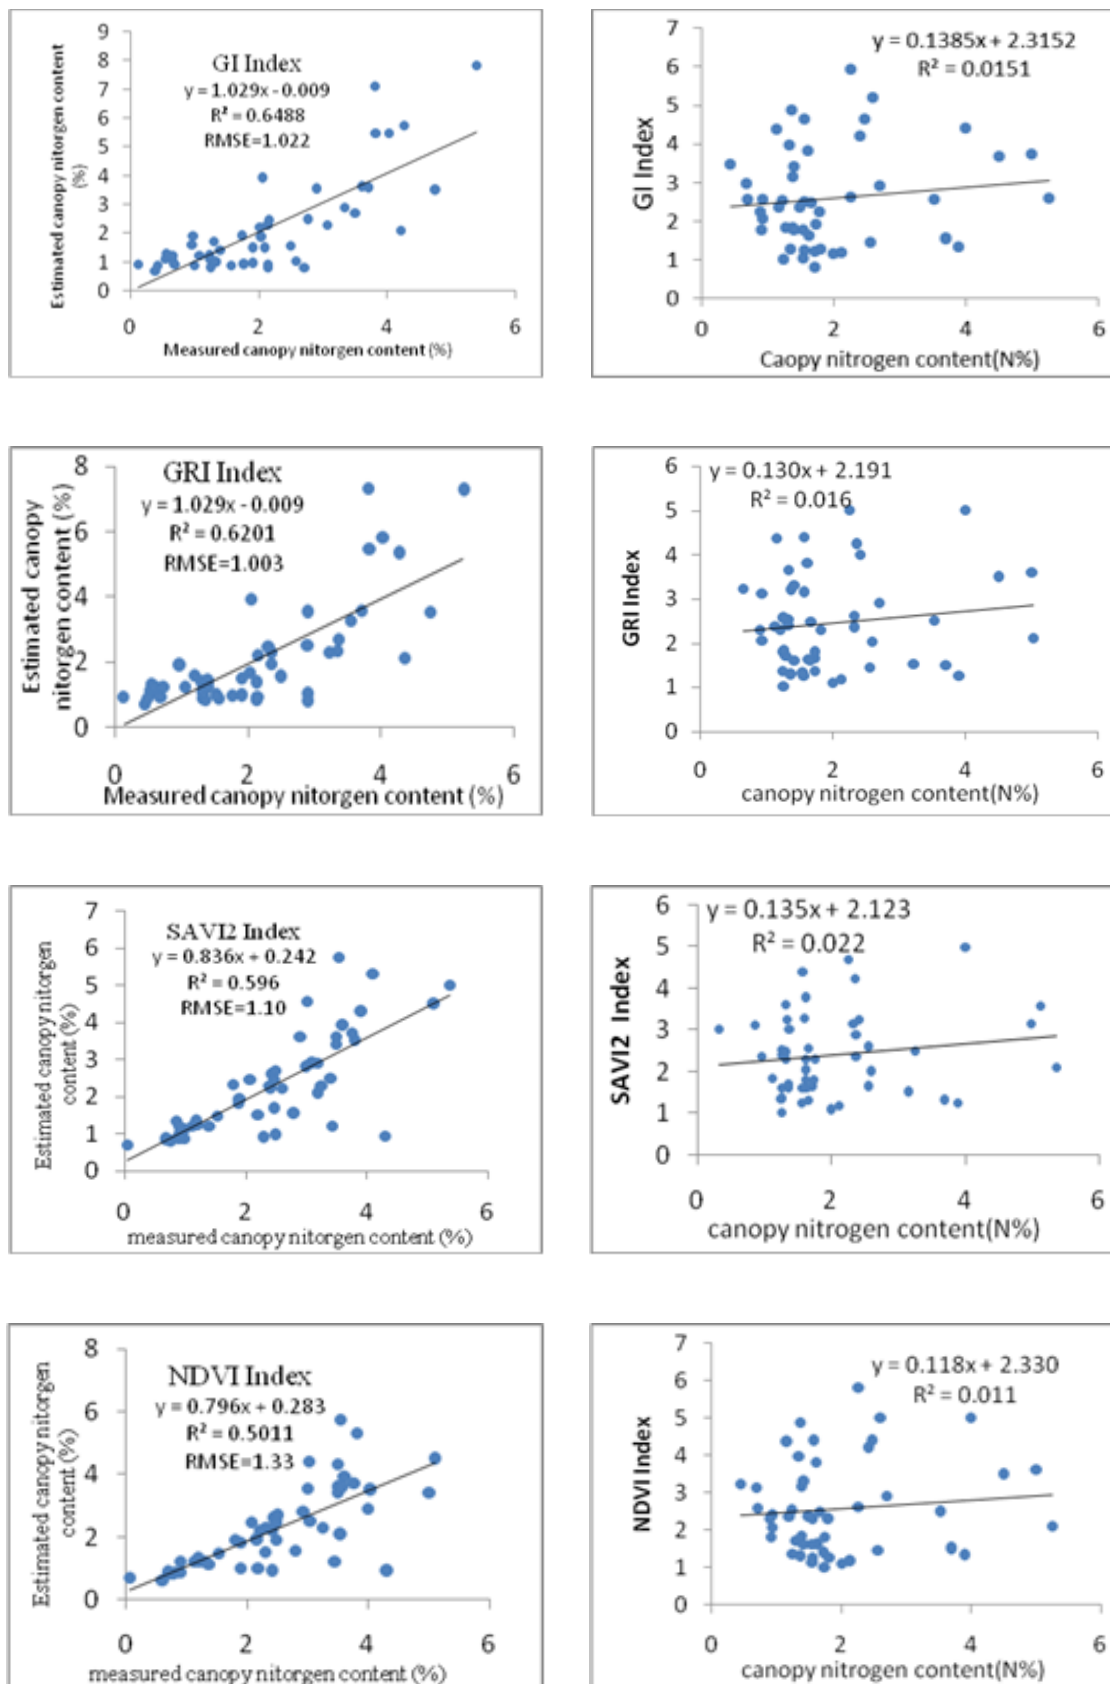 9
8
7
6
5
4
3
2
1
0
Estimated canopy nitorgen content
(%)
GI Index
y = 1.029x - 0.009
R² = 0.6488
RMSE=1.022
0 2 4 6
Measured canopy nitorgen content (%)
7
6
5
4
3
2
1
0
GI Index
y = 0.1385x + 2.3152
R² = 0.0151
0 2 4 6
Caopy nitrogen content(N%)
8
6
4
2
0
Estimated canopy
nitorgen content (%)
GRI Index
y = 1.029x - 0.009
R² = 0.6201
RMSE=1.003
0 2 4 6
Measured canopy nitorgen content (%)
6
5
4
3
2
1
0
GRI Index
y = 0.130x + 2.191
R² = 0.016
0 2 4 6
canopy nitrogen content(N%)
7
6
5
4
3
2
1
0
Estimated canopy nitorgen
content (%)
SAVI2 Index
y = 0.836x + 0.242
R² = 0.596
RMSE=1.10
0 2 4 6
measured canopy nitorgen content (%)
6
5
4
3
2
1
0
SAVI2 Index
y = 0.135x + 2.123
R² = 0.022
0 2 4 6
canopy nitrogen content(N%)
8
6
4
2
0
Estimated canopy nitorgen
content (%)
NDVI Index
y = 0.796x + 0.283
R² = 0.5011
RMSE=1.33
0 2 4 6
measured canopy nitorgen content (%)
7
6
5
4
3
2
1
0
NDVI Index
y = 0.118x + 2.330
R² = 0.011
0 2 4 6
canopy nitrogen content(N%)